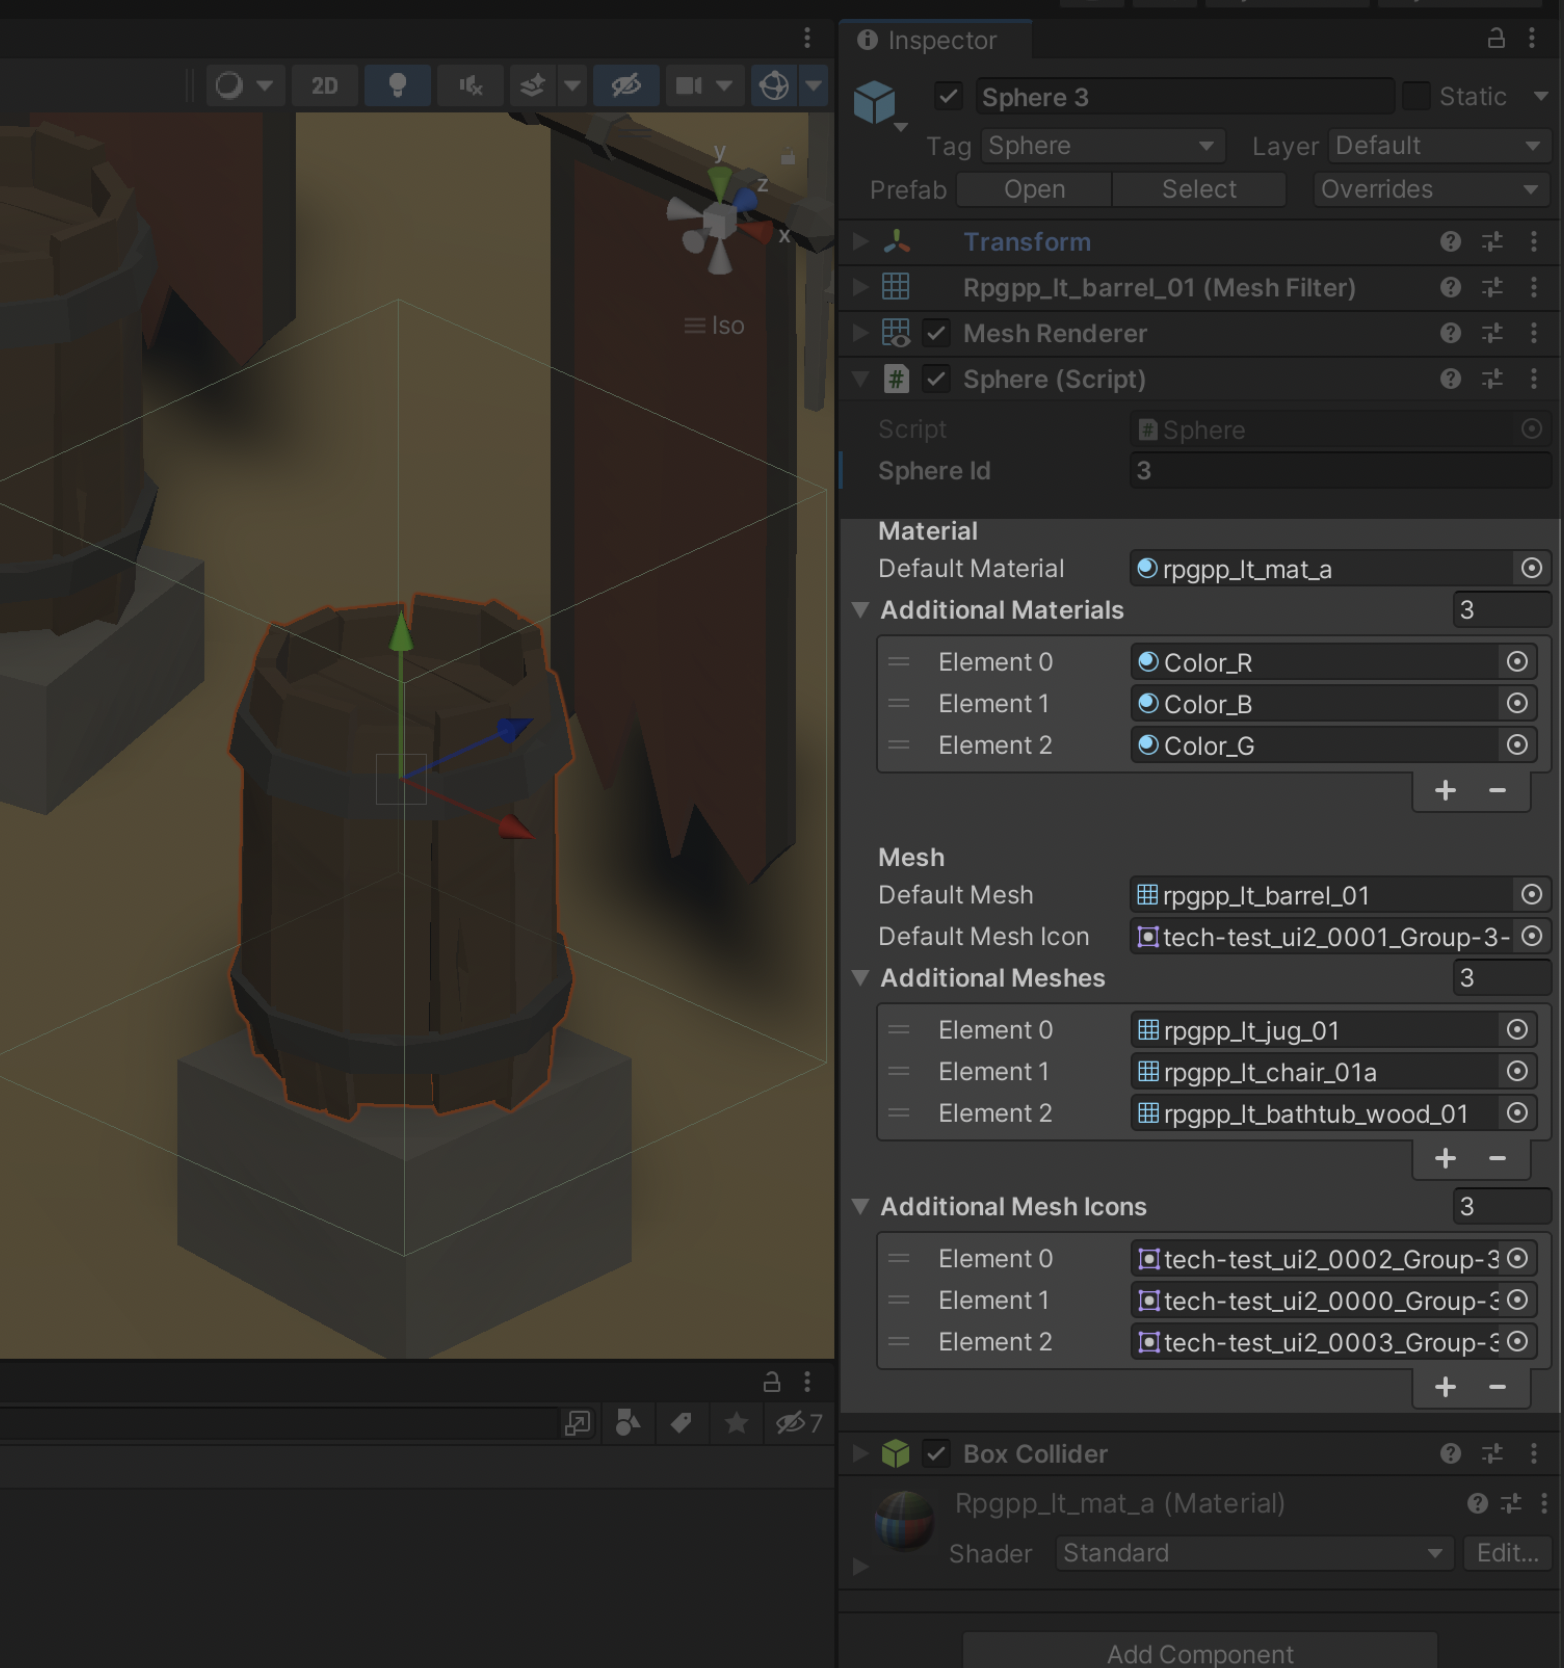 Inspector
2D
Sphere 3
Static
Tag Sphere Layer Default
Prefab Open Select Overrides
y
z
x
Iso
Transform
Rpgpp_lt_barrel_01 (Mesh Filter)
Mesh Renderer
# Sphere (Script)
Script # Sphere
Sphere Id 3
Material
Default Material rpgpp_lt_mat_a
Additional Materials 3
Element 0 Color_R
Element 1 Color_B
Element 2 Color_G
+ −
Mesh
Default Mesh rpgpp_lt_barrel_01
Default Mesh Icon tech-test_ui2_0001_Group-3-
Additional Meshes 3
Element 0 rpgpp_lt_jug_01
Element 1 rpgpp_lt_chair_01a
Element 2 rpgpp_lt_bathtub_wood_01
+ −
Additional Mesh Icons 3
Element 0 tech-test_ui2_0002_Group-3
Element 1 tech-test_ui2_0000_Group-3
Element 2 tech-test_ui2_0003_Group-3
+ −
7
Box Collider
Rpgpp_lt_mat_a (Material)
Shader Standard Edit...
Add Component